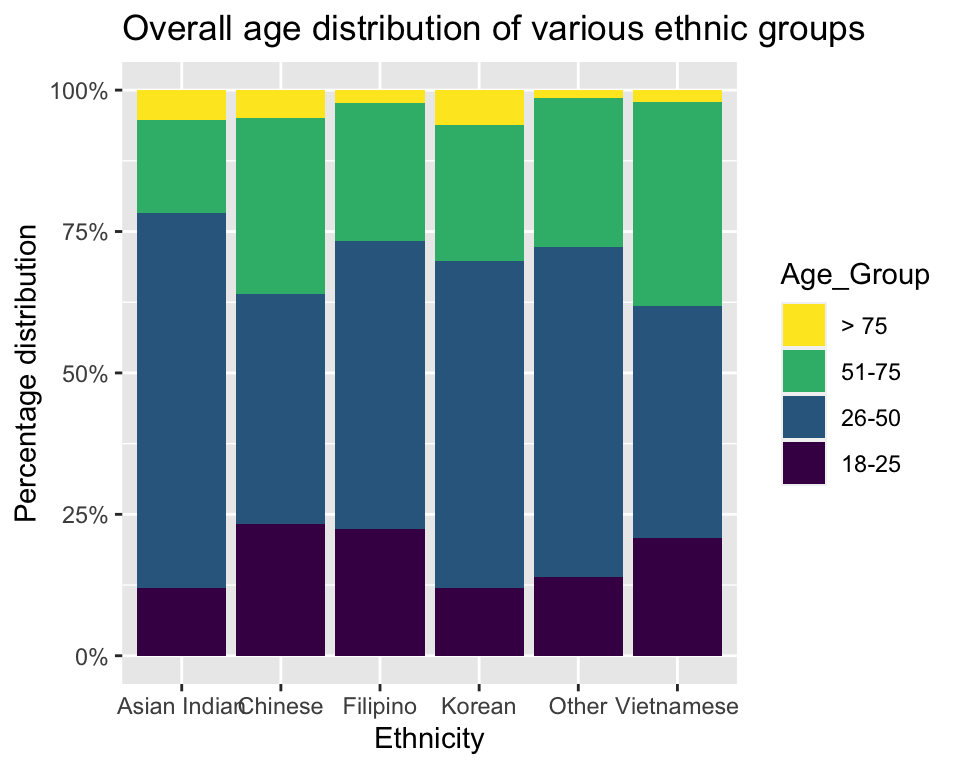 Overall age distribution of various ethnic groups
100%
75%
50%
25%
0%
Percentage distribution
Asian Indian Chinese Filipino Korean Other Vietnamese
Ethnicity
Age_Group
> 75
51-75
26-50
18-25